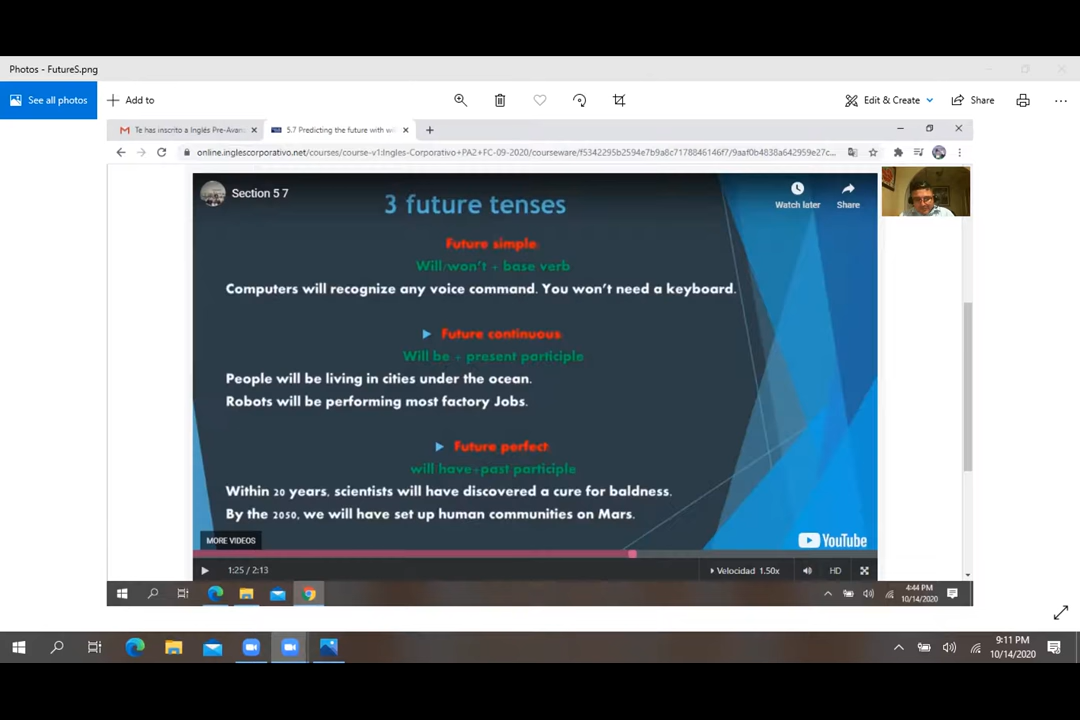 Photos - FutureS.png
See all photos
Add to
Edit & Create
Share
Te has inscrito a Inglés Pre-Avan
5.7 Predicting the future with wi
online.inglescorporativo.net/courses/course-v1:Ingles-Corporativo+PA2+FC-09-2020/courseware/f5342295b2594e7b9a8c7178846146f7/9aaf0b4838a642959e27c...
Section 5 7
3 future tenses
Watch later
Share
Future simple
Will/won't + base verb
Computers will recognize any voice command. You won't need a keyboard.
Future continuous
Will be + present participle
People will be living in cities under the ocean.
Robots will be performing most factory Jobs.
Future perfect
will have+past participle
Within 20 years, scientists will have discovered a cure for baldness.
By the 2050, we will have set up human communities on Mars.
MORE VIDEOS
YouTube
1:25 / 2:13
Velocidad 1.50x
HD
4:44 PM
10/14/2020
9:11 PM
10/14/2020